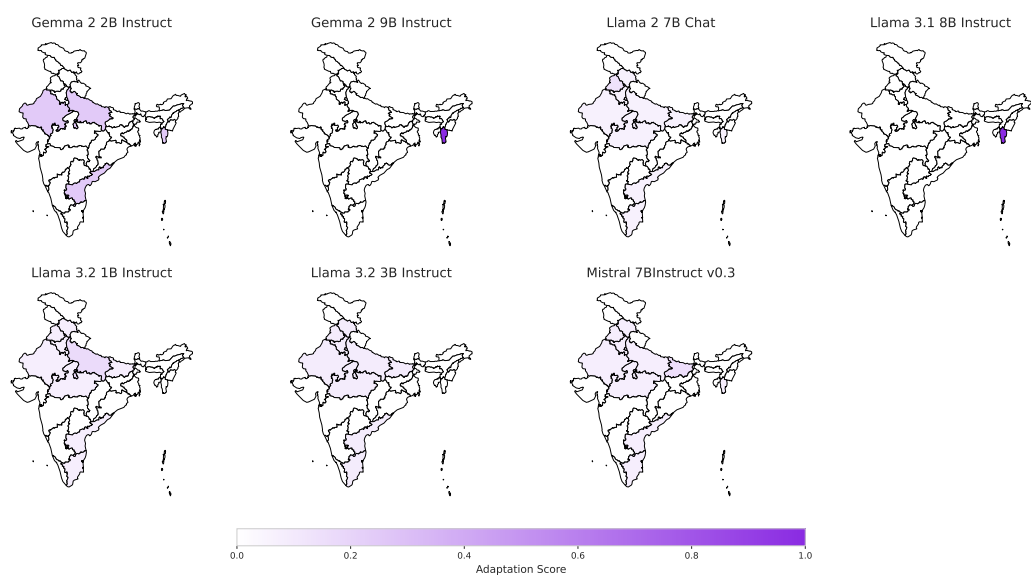 Gemma 2 2B Instruct
Gemma 2 9B Instruct
Llama 2 7B Chat
Llama 3.1 8B Instruct
Llama 3.2 1B Instruct
Llama 3.2 3B Instruct
Mistral 7BInstruct v0.3
0.0 0.2 0.4 0.6 0.8 1.0
Adaptation Score